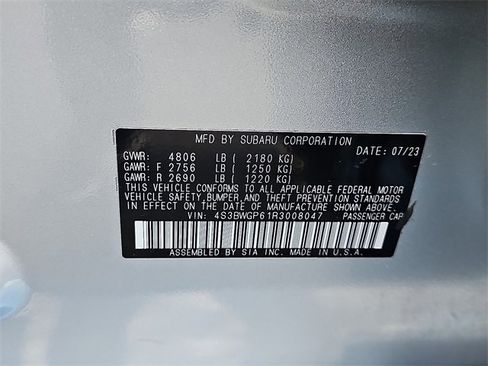 MFD BY SUBARU CORPORATION
GVWR: 4806 LB ( 2180 KG) DATE: 07/23
GAWR: F 2756 LB ( 1250 KG)
GAWR: R 2690 LB ( 1220 KG)
THIS VEHICLE CONFORMS TO ALL APPLICABLE FEDERAL MOTOR
VEHICLE SAFETY, BUMPER, AND THEFT PREVENTION STANDARDS
IN EFFECT ON THE DATE OF MANUFACTURE SHOWN ABOVE.
VIN: 4S3BWGP61R3008047 PASSENGER CAR
ASSEMBLED BY SIA INC. MADE IN U.S.A.